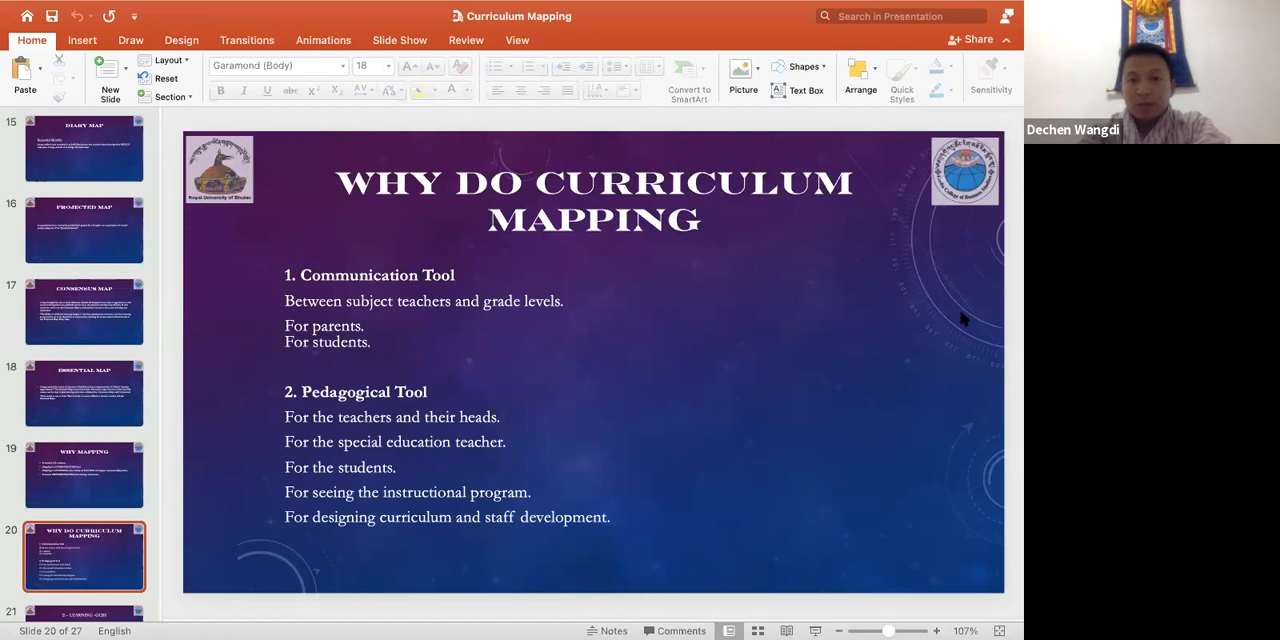 Curriculum Mapping
Search in Presentation
Home Insert Draw Design Transitions Animations Slide Show Review View
Share
Paste
New Slide
Layout
Reset
Section
Garamond (Body) 18
Convert to SmartArt
Picture
Shapes
Text Box
Arrange
Quick Styles
Sensitivity
Dechen Wangdi
15
DIARY MAP
16
PROJECTED MAP
17
CONSENSUS MAP
18
ESSENTIAL MAP
19
WHY MAPPING
20
WHY DO CURRICULUM
MAPPING
21
E - LEARNING
Royal University of Bhutan
WHY DO CURRICULUM
MAPPING
1. Communication Tool
Between subject teachers and grade levels.
For parents.
For students.
2. Pedagogical Tool
For the teachers and their heads.
For the special education teacher.
For the students.
For seeing the instructional program.
For designing curriculum and staff development.
Slide 20 of 27 English
Notes Comments 107%